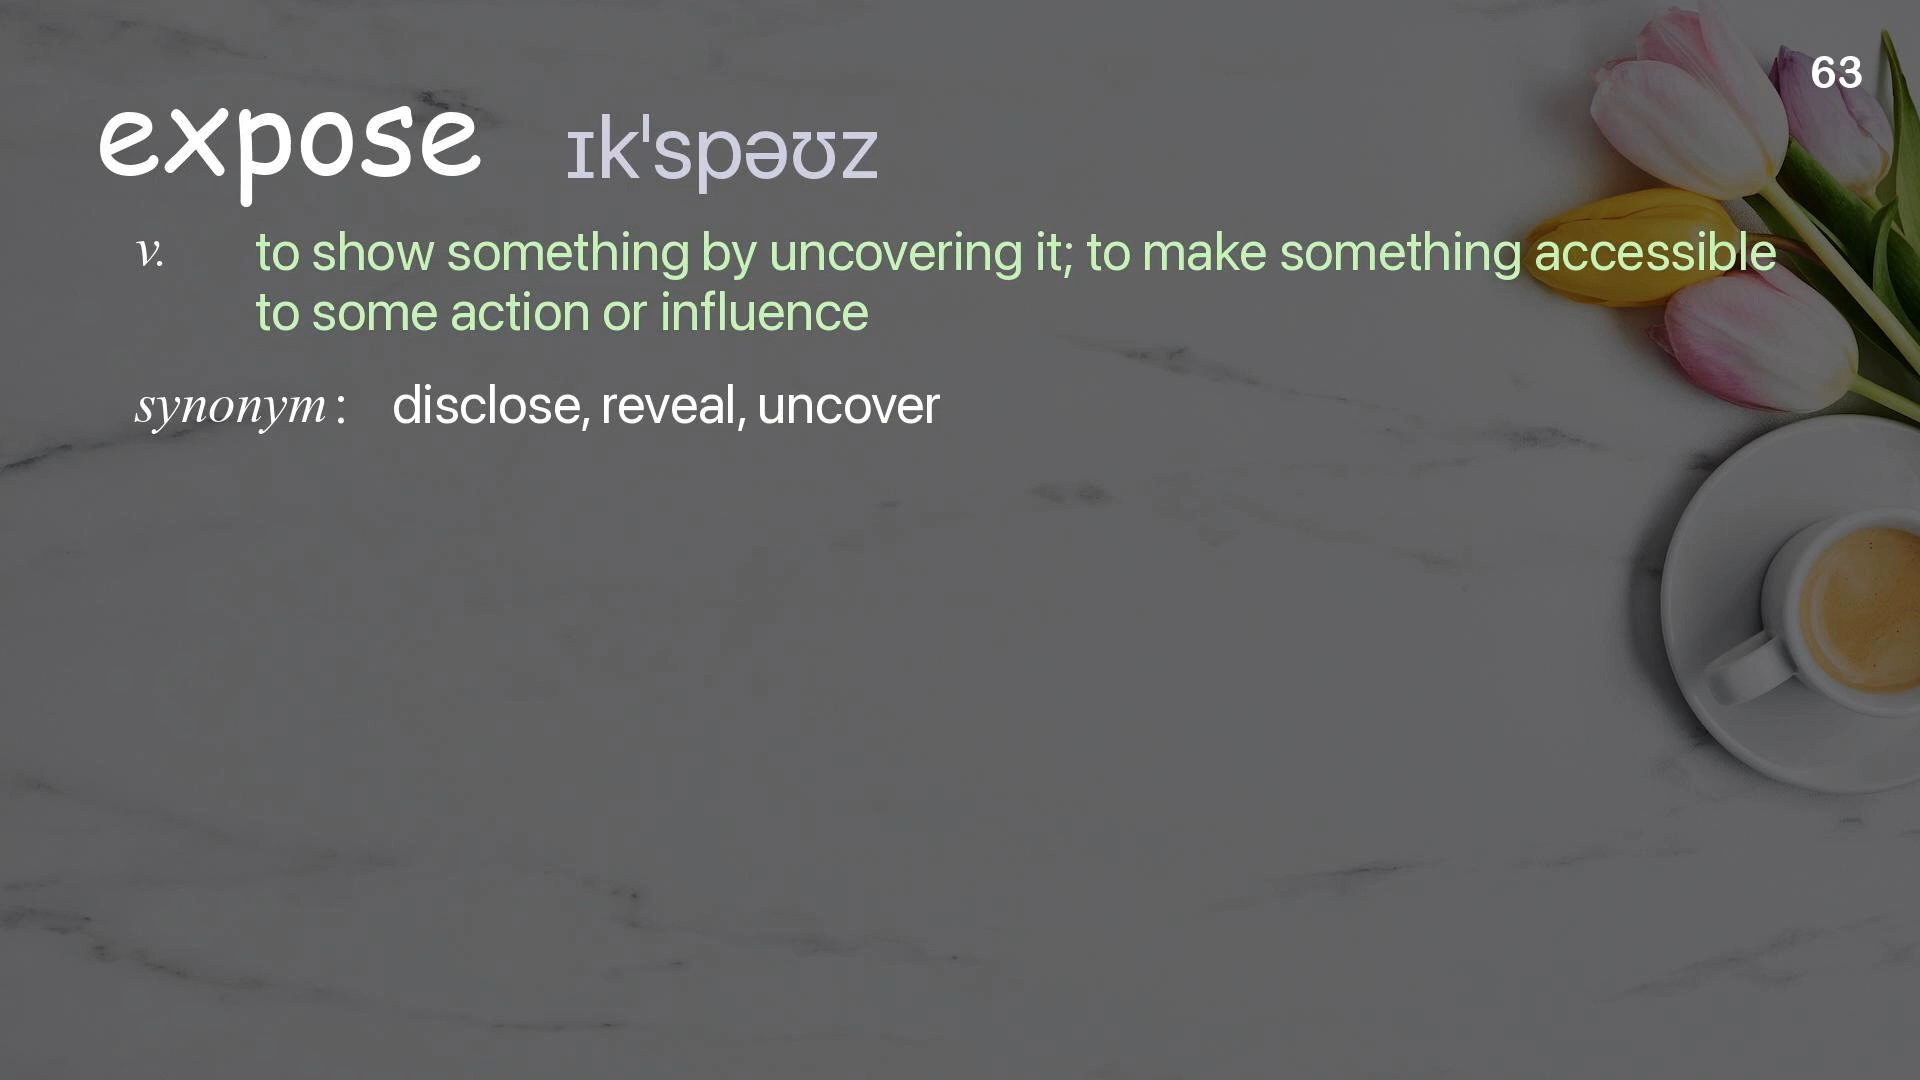 63
expose ɪkˈspəʊz
v. to show something by uncovering it; to make something accessible
to some action or influence
synonym : disclose, reveal, uncover